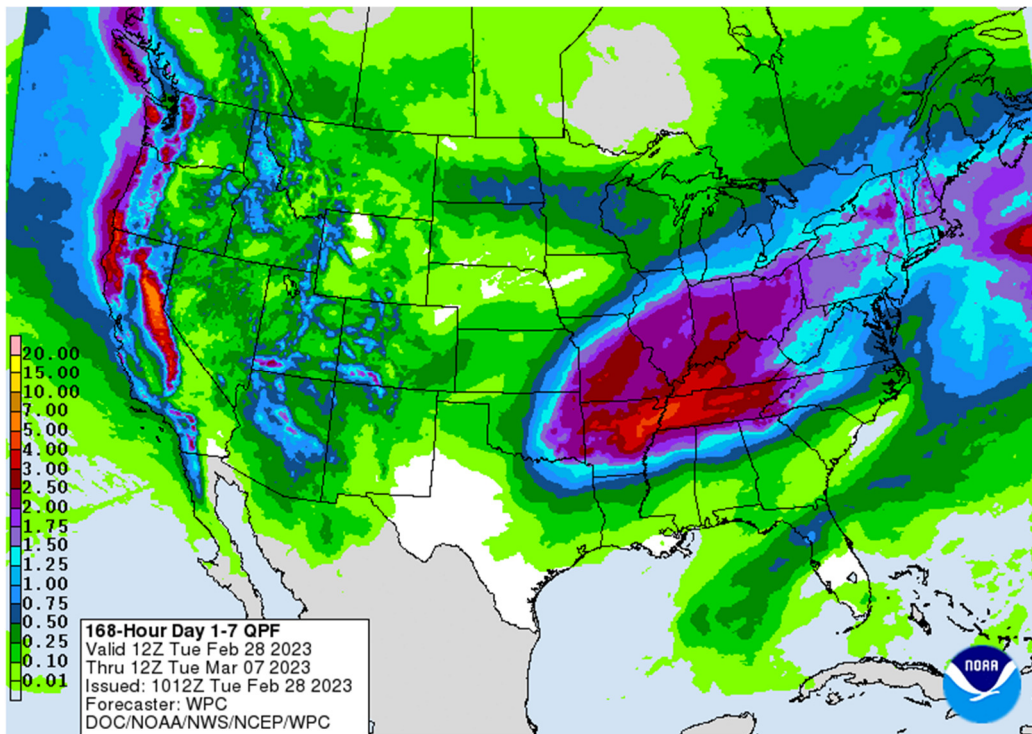 20.00
15.00
10.00
7.00
5.00
4.00
3.00
2.50
2.00
1.75
1.50
1.25
1.00
0.75
0.50
0.25
0.10
0.01
168-Hour Day 1-7 QPF
Valid 12Z Tue Feb 28 2023
Thru 12Z Tue Mar 07 2023
Issued: 1012Z Tue Feb 28 2023
Forecaster: WPC
DOC/NOAA/NWS/NCEP/WPC
NOAA